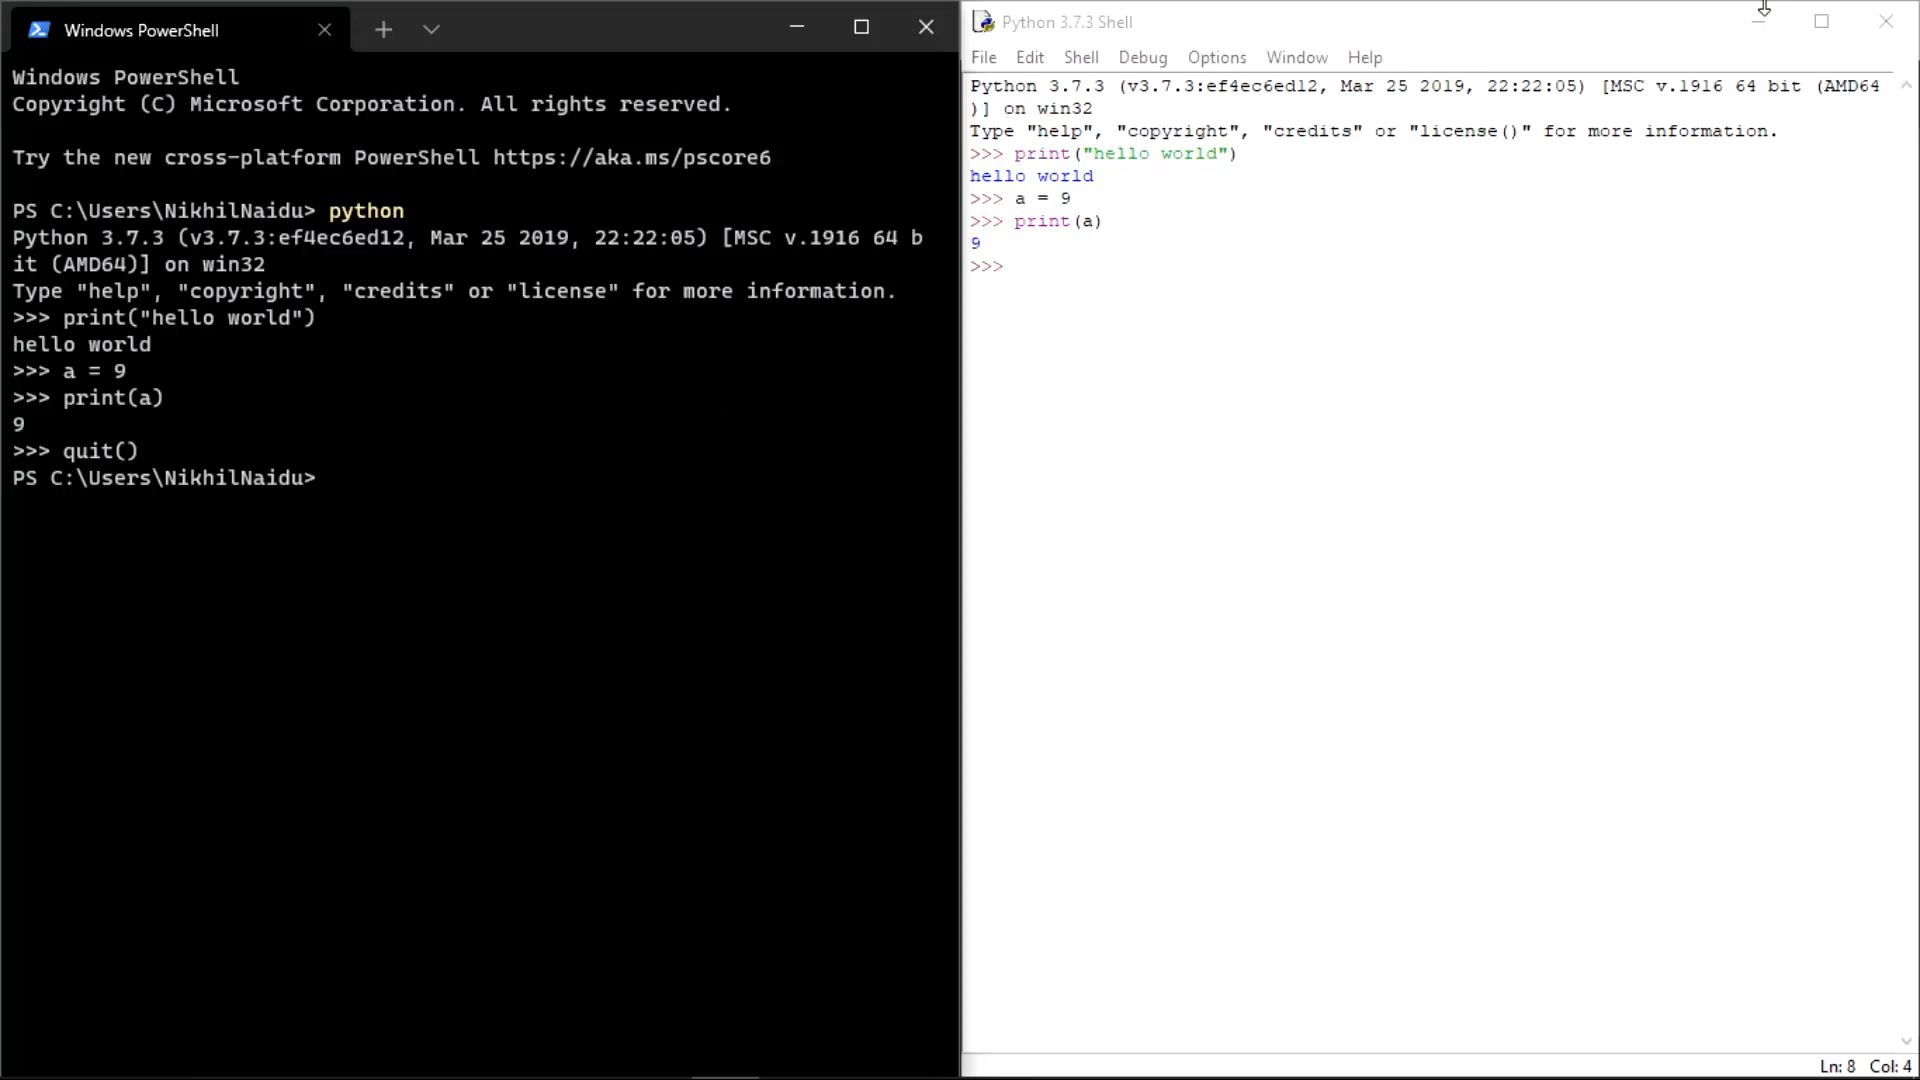 Windows PowerShell
Windows PowerShell
Copyright (C) Microsoft Corporation. All rights reserved.
Try the new cross-platform PowerShell https://aka.ms/pscore6
PS C:\Users\NikhilNaidu> python
Python 3.7.3 (v3.7.3:ef4ec6ed12, Mar 25 2019, 22:22:05) [MSC v.1916 64 b
it (AMD64)] on win32
Type "help", "copyright", "credits" or "license" for more information.
>>> print("hello world")
hello world
>>> a = 9
>>> print(a)
9
>>> quit()
PS C:\Users\NikhilNaidu>
Python 3.7.3 Shell
File Edit Shell Debug Options Window Help
Python 3.7.3 (v3.7.3:ef4ec6ed12, Mar 25 2019, 22:22:05) [MSC v.1916 64 bit (AMD64
)] on win32
Type "help", "copyright", "credits" or "license()" for more information.
>>> print("hello world")
hello world
>>> a = 9
>>> print(a)
9
>>>
Ln: 8 Col: 4